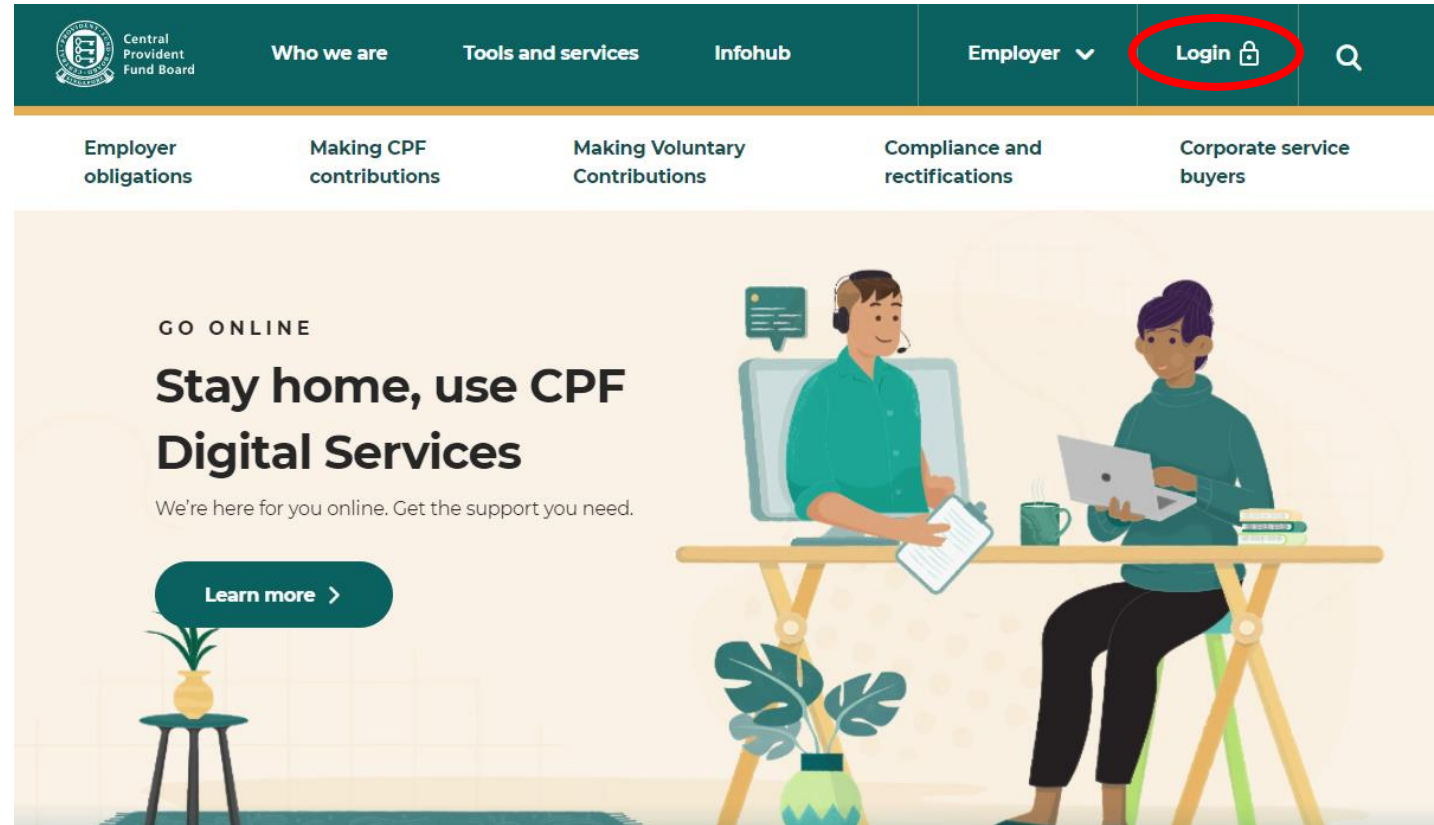 Central
Provident
Fund Board
Who we are
Tools and services
Infohub
Employer
Login
Employer
obligations
Making CPF
contributions
Making Voluntary
Contributions
Compliance and
rectifications
Corporate service
buyers
GO ONLINE
Stay home, use CPF
Digital Services
We're here for you online. Get the support you need.
Learn more